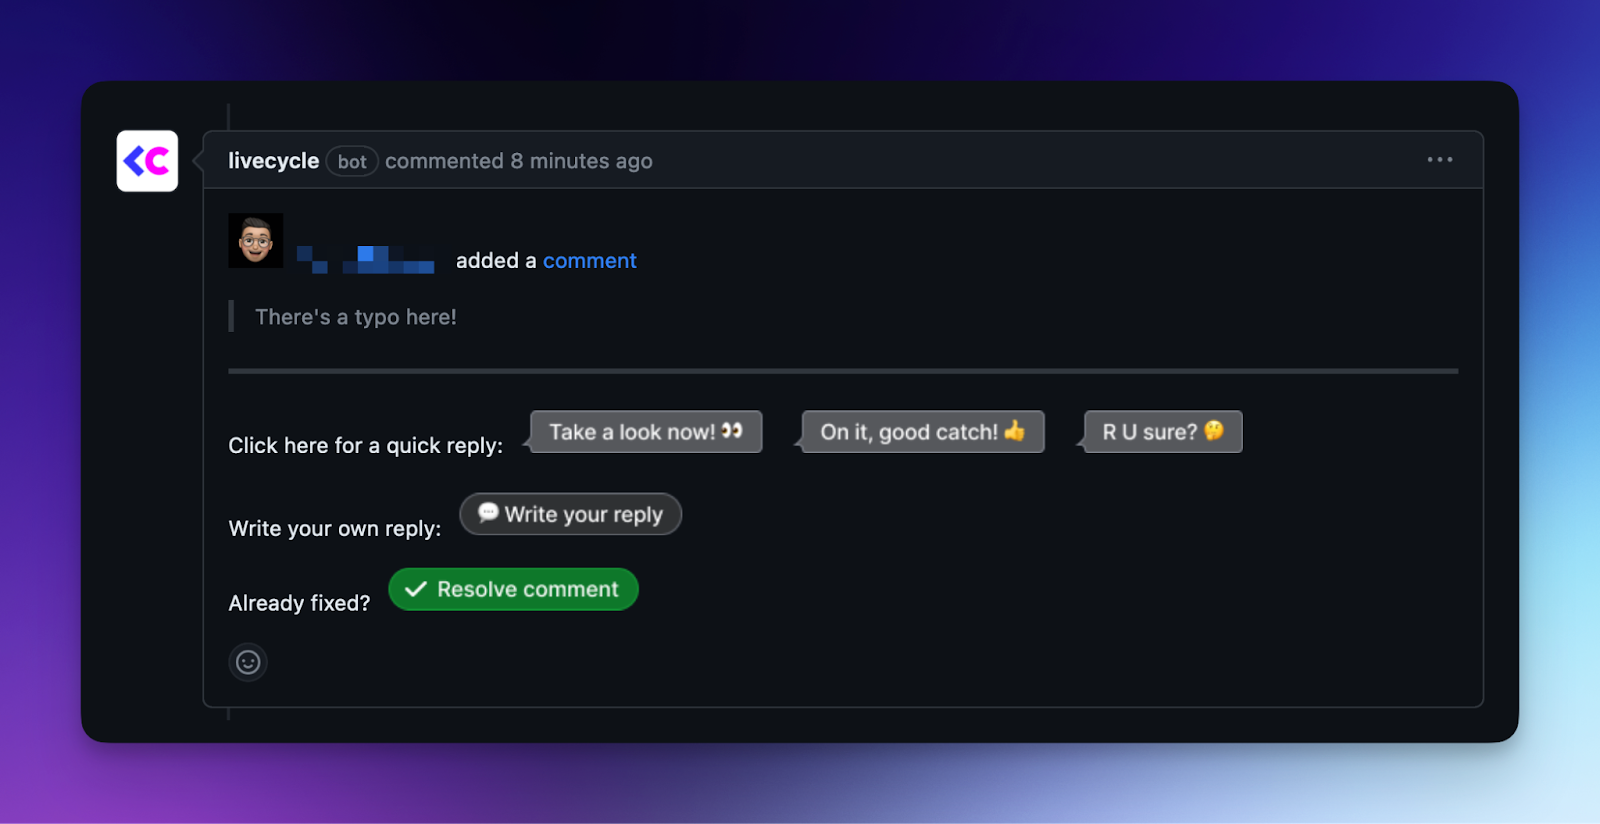 livecycle bot commented 8 minutes ago
added a comment
There's a typo here!
Click here for a quick reply: Take a look now! 👀 On it, good catch! 👍 R U sure? 🤔
Write your own reply: 💬 Write your reply
Already fixed? ✓ Resolve comment